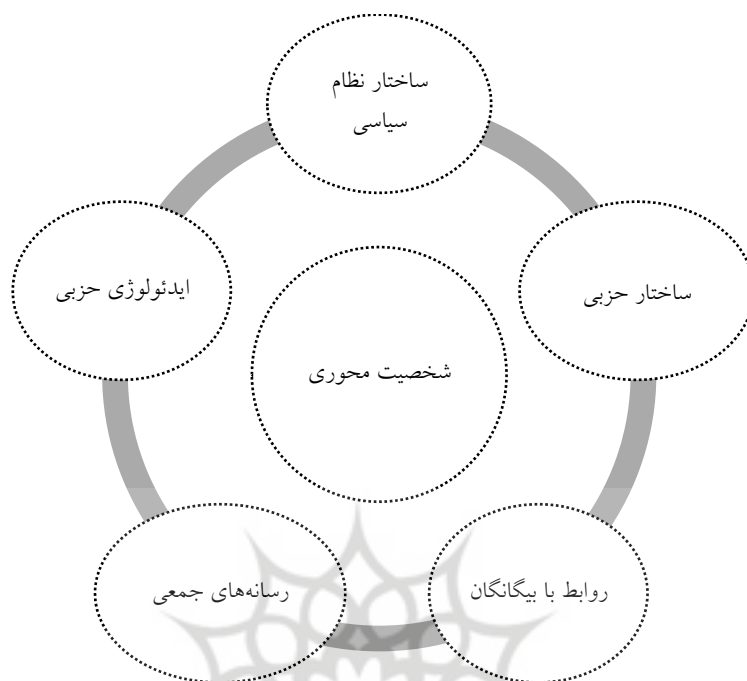 ساختار نظام
سیاسی
ساختار حزبی
ایدئولوژی حزبی
شخصیت محوری
روابط با بیگانگان
رسانه‌های جمعی